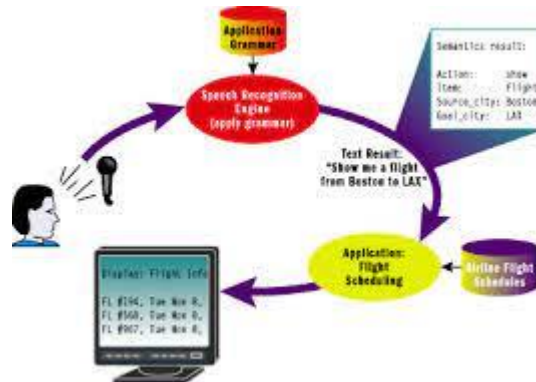 Application
Grammar
Speech Recognition
Engine
(apply grammar)
Semantics result:
Action: show
Item: Flight
Source_city: Boston
Goal_city: LAX
Text Result:
"Show me a flight
from Boston to LAX"
Application:
Flight
Scheduling
Airline Flight
Schedules
Display: Flight info
FL #194, Tue Nov 8,
FL #568, Tue Nov 8,
FL #967, Tue Nov 8,